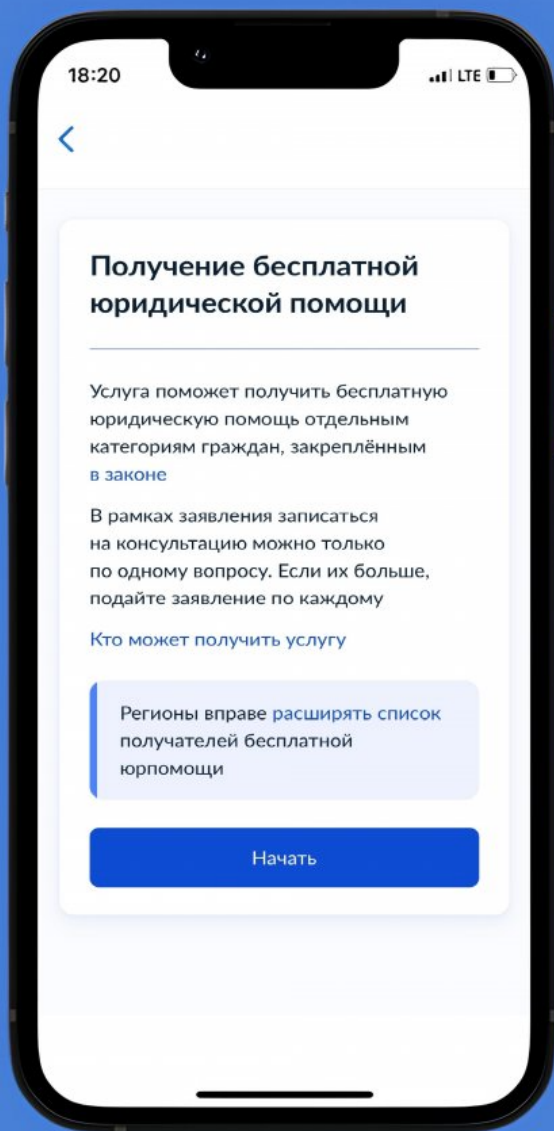 18:20
LTE
Получение бесплатной
юридической помощи
Услуга поможет получить бесплатную
юридическую помощь отдельным
категориям граждан, закреплённым
в законе
В рамках заявления записаться
на консультацию можно только
по одному вопросу. Если их больше,
подайте заявление по каждому
Кто может получить услугу
Регионы вправе расширять список
получателей бесплатной
юрпомощи
Начать